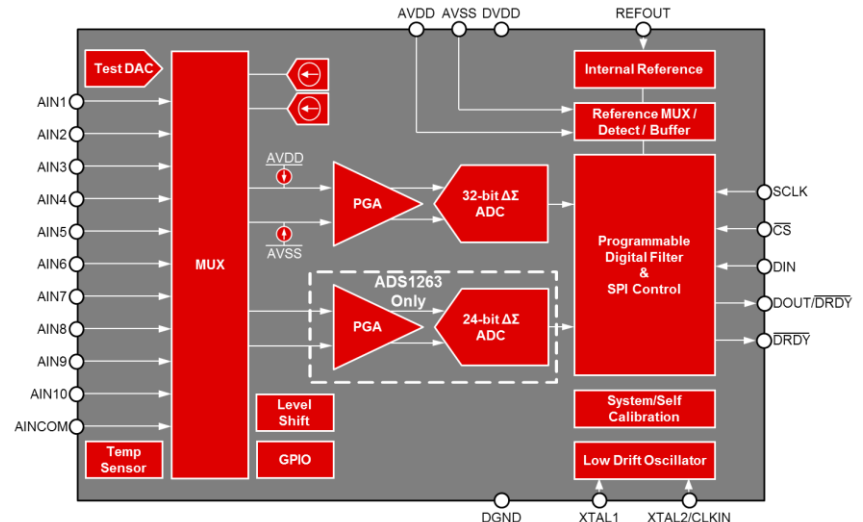 AVDD
AVSS
DVDD
REFOUT
Test DAC
Internal Reference
AIN1
Reference MUX /
Detect / Buffer
AIN2
AVDD
AIN3
SCLK
AIN4
PGA
32-bit ΔΣ
ADC
CS
AIN5
AVSS
Programmable
Digital Filter
&
SPI Control
MUX
DIN
AIN6
ADS1263
Only
AIN7
DOUT/DRDY
AIN8
PGA
24-bit ΔΣ
ADC
DRDY
AIN9
AIN10
Level
Shift
System/Self
Calibration
AINCOM
Temp
Sensor
GPIO
Low Drift Oscillator
DGND
XTAL1
XTAL2/CLKIN